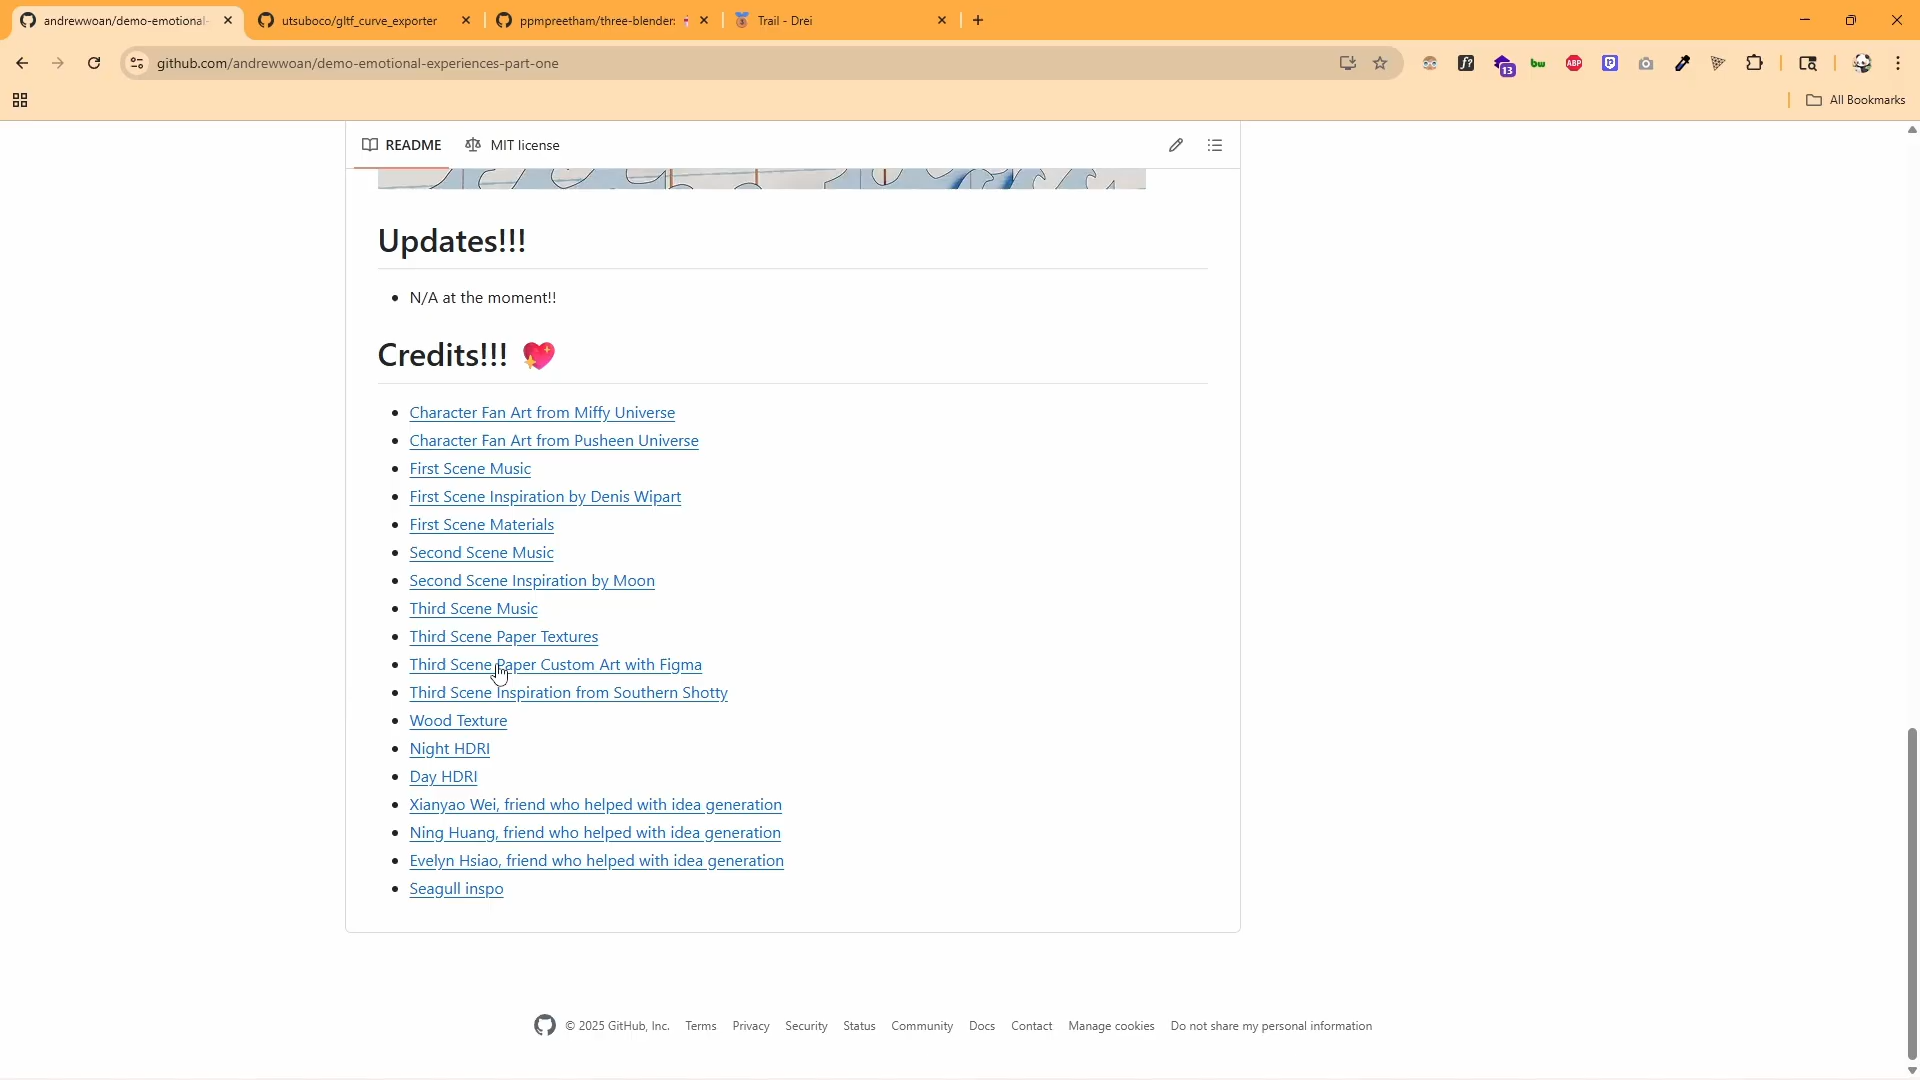 andrewwoan/demo-emotional-
utsuboco/gltf_curve_exporter
ppmpreetham/three-blender:
Trail - Drei
github.com/andrewwoan/demo-emotional-experiences-part-one
13
bw
ABP
All Bookmarks
README
MIT license
Updates!!!
N/A at the moment!!
Credits!!! 💖
Character Fan Art from Miffy Universe
Character Fan Art from Pusheen Universe
First Scene Music
First Scene Inspiration by Denis Wipart
First Scene Materials
Second Scene Music
Second Scene Inspiration by Moon
Third Scene Music
Third Scene Paper Textures
Third Scene Paper Custom Art with Figma
Third Scene Inspiration from Southern Shotty
Wood Texture
Night HDRI
Day HDRI
Xianyao Wei, friend who helped with idea generation
Ning Huang, friend who helped with idea generation
Evelyn Hsiao, friend who helped with idea generation
Seagull inspo
© 2025 GitHub, Inc. Terms Privacy Security Status Community Docs Contact Manage cookies Do not share my personal information